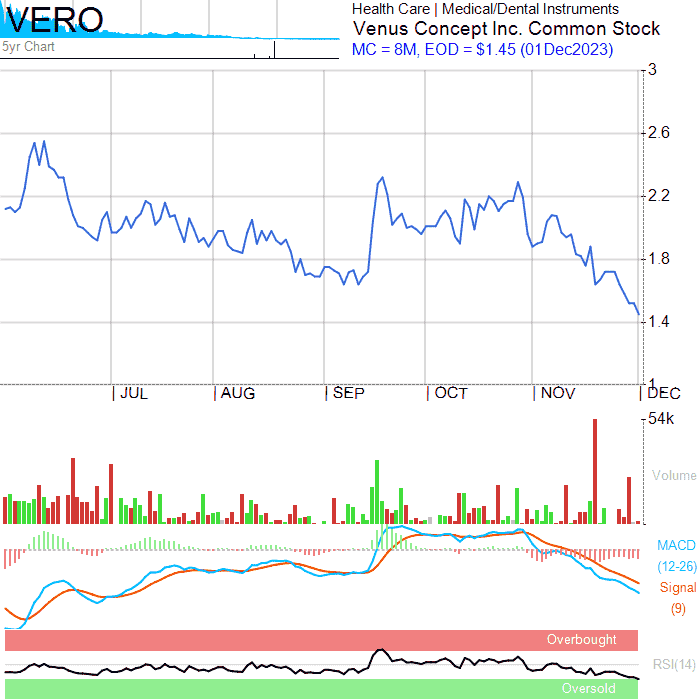 VERO
5yr Chart
Health Care | Medical/Dental Instruments
Venus Concept Inc. Common Stock
MC = 8M, EOD = $1.45 (01Dec2023)
3
2.6
2.2
1.8
1.4
1
JUL AUG SEP OCT NOV DEC
54k
Volume
MACD
(12-26)
Signal
(9)
Overbought
RSI(14)
Oversold